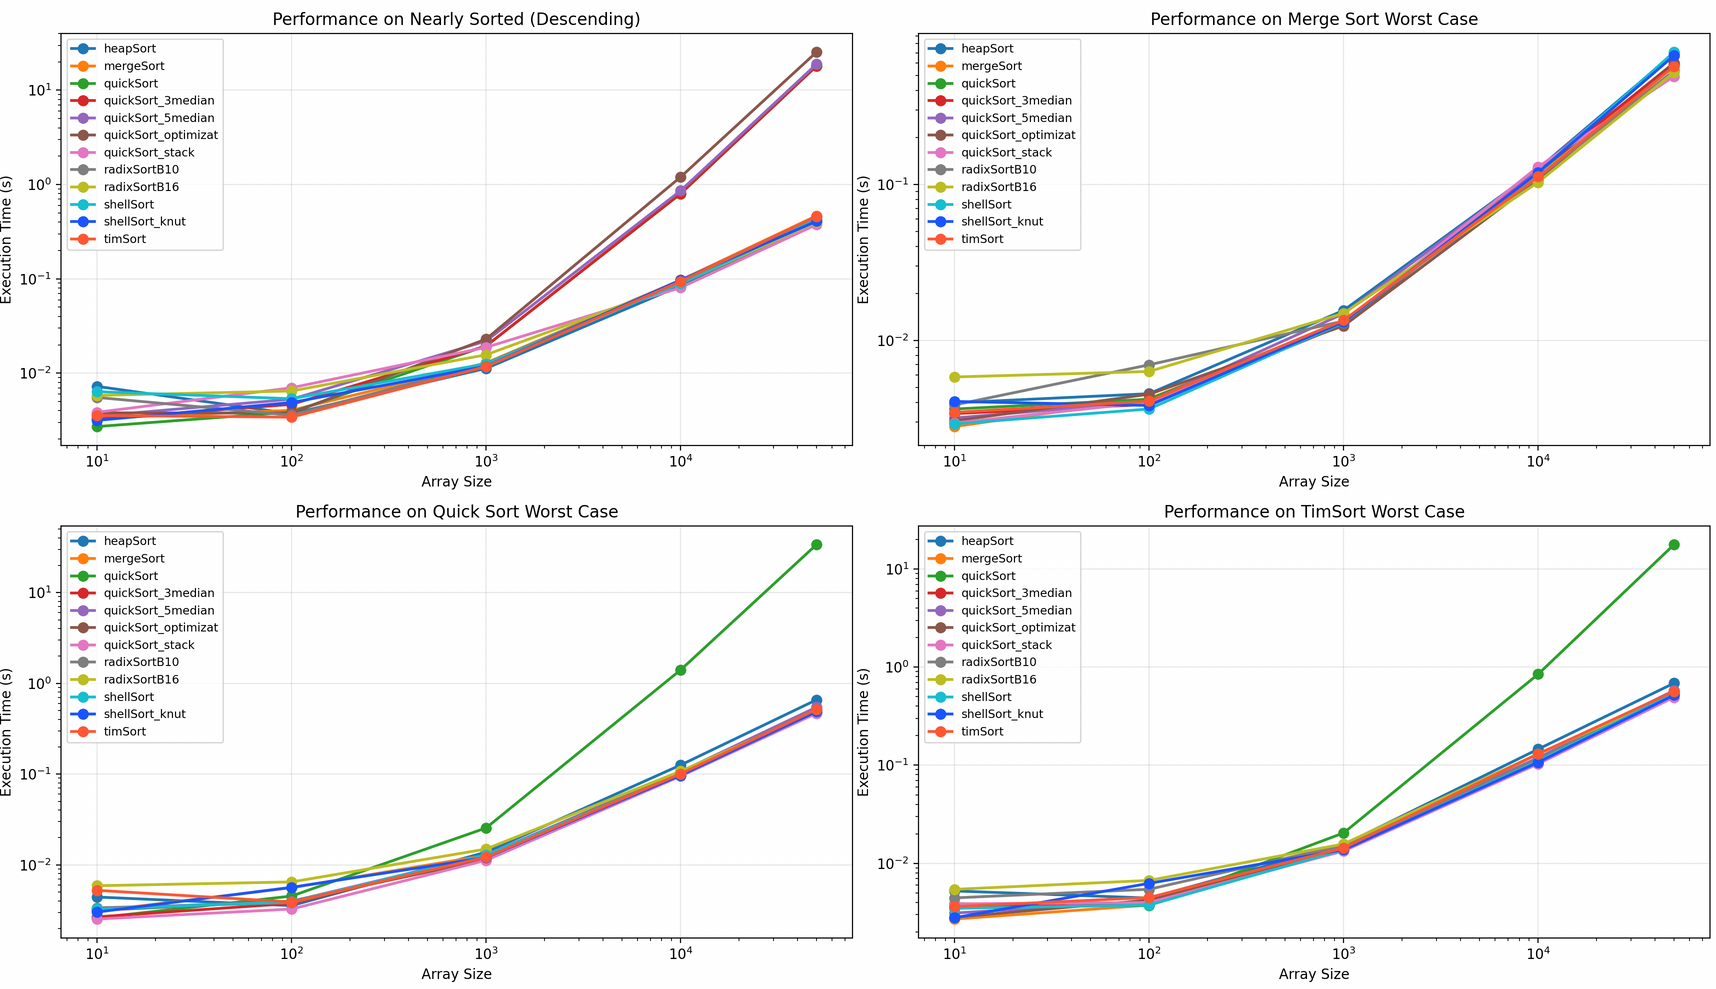 Performance on Nearly Sorted (Descending)
Execution Time (s)
10¹
10⁰
10⁻¹
10⁻²
heapSort
mergeSort
quickSort
quickSort_3median
quickSort_5median
quickSort_optimizat
quickSort_stack
radixSortB10
radixSortB16
shellSort
shellSort_knut
timSort
10¹ 10² 10³ 10⁴
Array Size
Performance on Merge Sort Worst Case
Execution Time (s)
10⁻¹
10⁻²
heapSort
mergeSort
quickSort
quickSort_3median
quickSort_5median
quickSort_optimizat
quickSort_stack
radixSortB10
radixSortB16
shellSort
shellSort_knut
timSort
10¹ 10² 10³ 10⁴
Array Size
Performance on Quick Sort Worst Case
Execution Time (s)
10¹
10⁰
10⁻¹
10⁻²
heapSort
mergeSort
quickSort
quickSort_3median
quickSort_5median
quickSort_optimizat
quickSort_stack
radixSortB10
radixSortB16
shellSort
shellSort_knut
timSort
10¹ 10² 10³ 10⁴
Array Size
Performance on TimSort Worst Case
Execution Time (s)
10¹
10⁰
10⁻¹
10⁻²
heapSort
mergeSort
quickSort
quickSort_3median
quickSort_5median
quickSort_optimizat
quickSort_stack
radixSortB10
radixSortB16
shellSort
shellSort_knut
timSort
10¹ 10² 10³ 10⁴
Array Size